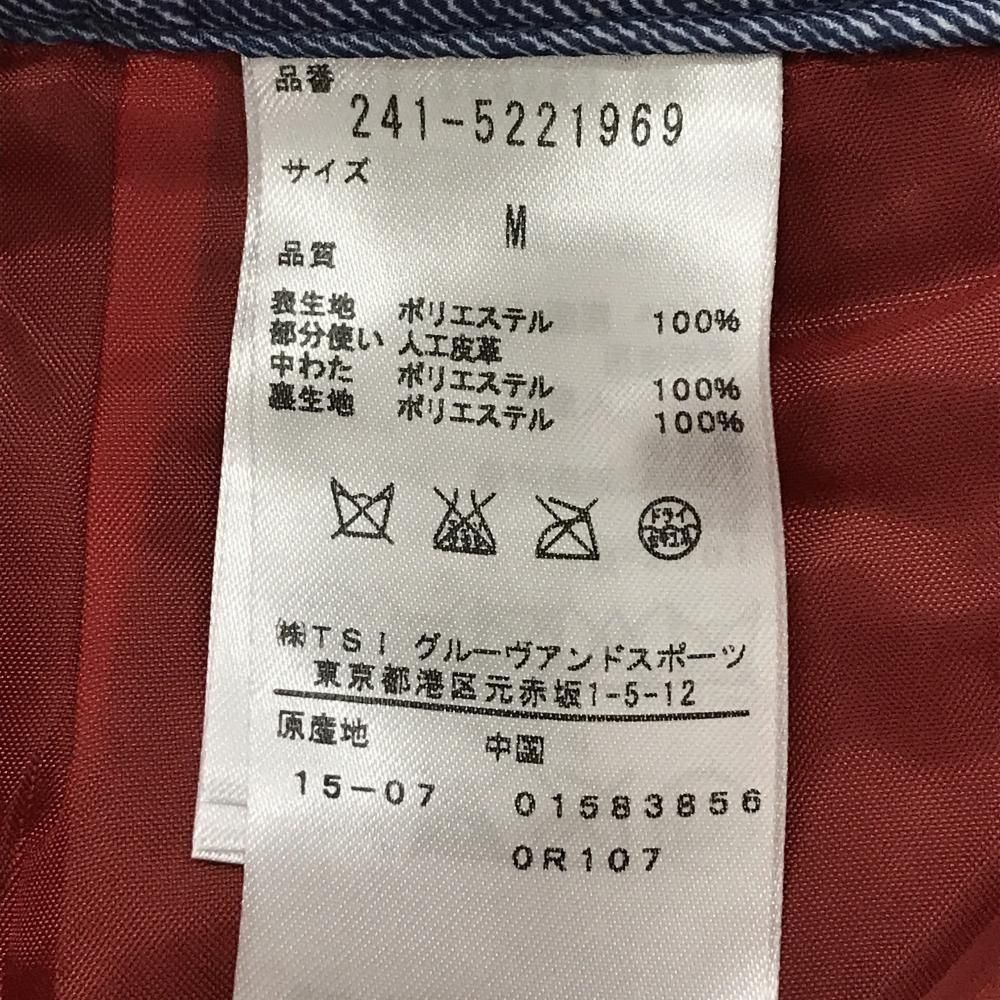 品番
241-5221969
サイズ
M
品質
表生地 ポリエステル 100%
部分使い 人工皮革
中わた ポリエステル 100%
裏生地 ポリエステル 100%
ドライ
㈱TSI グルーヴアンドスポーツ
東京都港区元赤坂1-5-12
原産地 中国
15-07 01583856
0R107